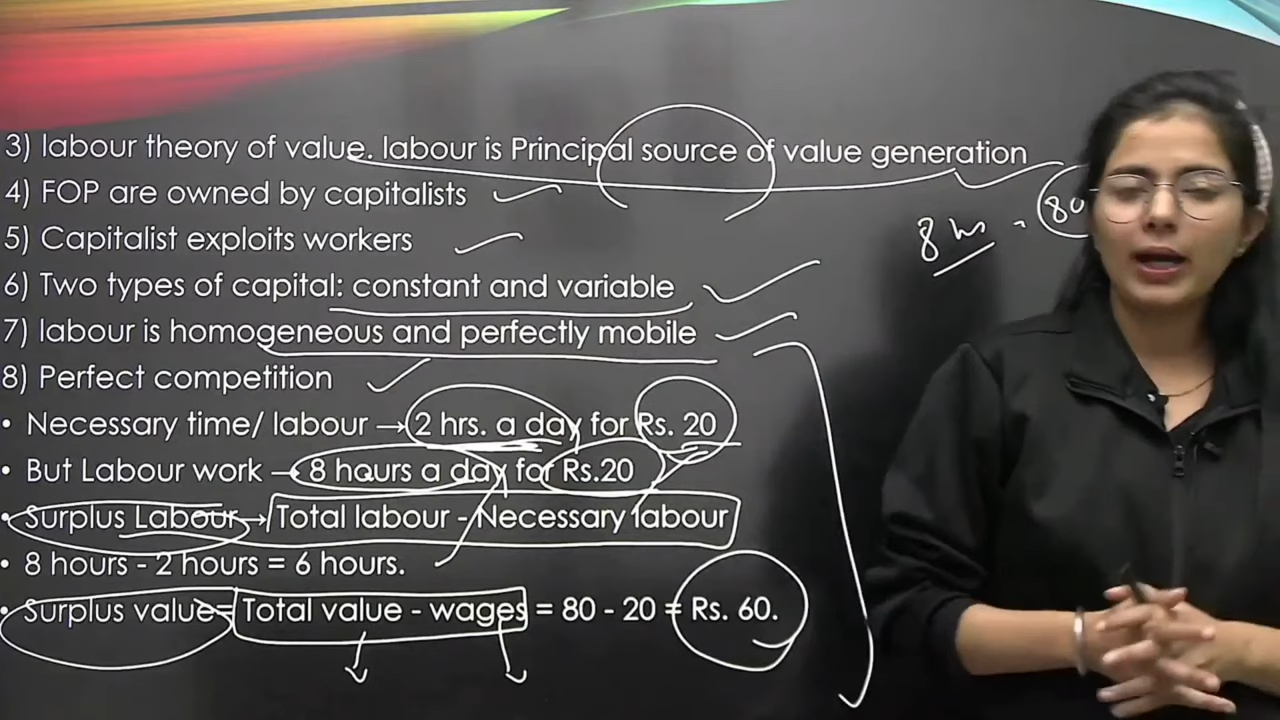 3) labour theory of value. labour is Principal source of value generation
4) FOP are owned by capitalists
5) Capitalist exploits workers
8 hrs = 80
6) Two types of capital: constant and variable
7) labour is homogeneous and perfectly mobile
8) Perfect competition
• Necessary time/ labour → 2 hrs. a day for Rs. 20
• But Labour work → 8 hours a day for Rs.20
• Surplus Labour → Total labour - Necessary labour
• 8 hours - 2 hours = 6 hours.
• Surplus value= Total value - wages = 80 - 20 = Rs. 60.